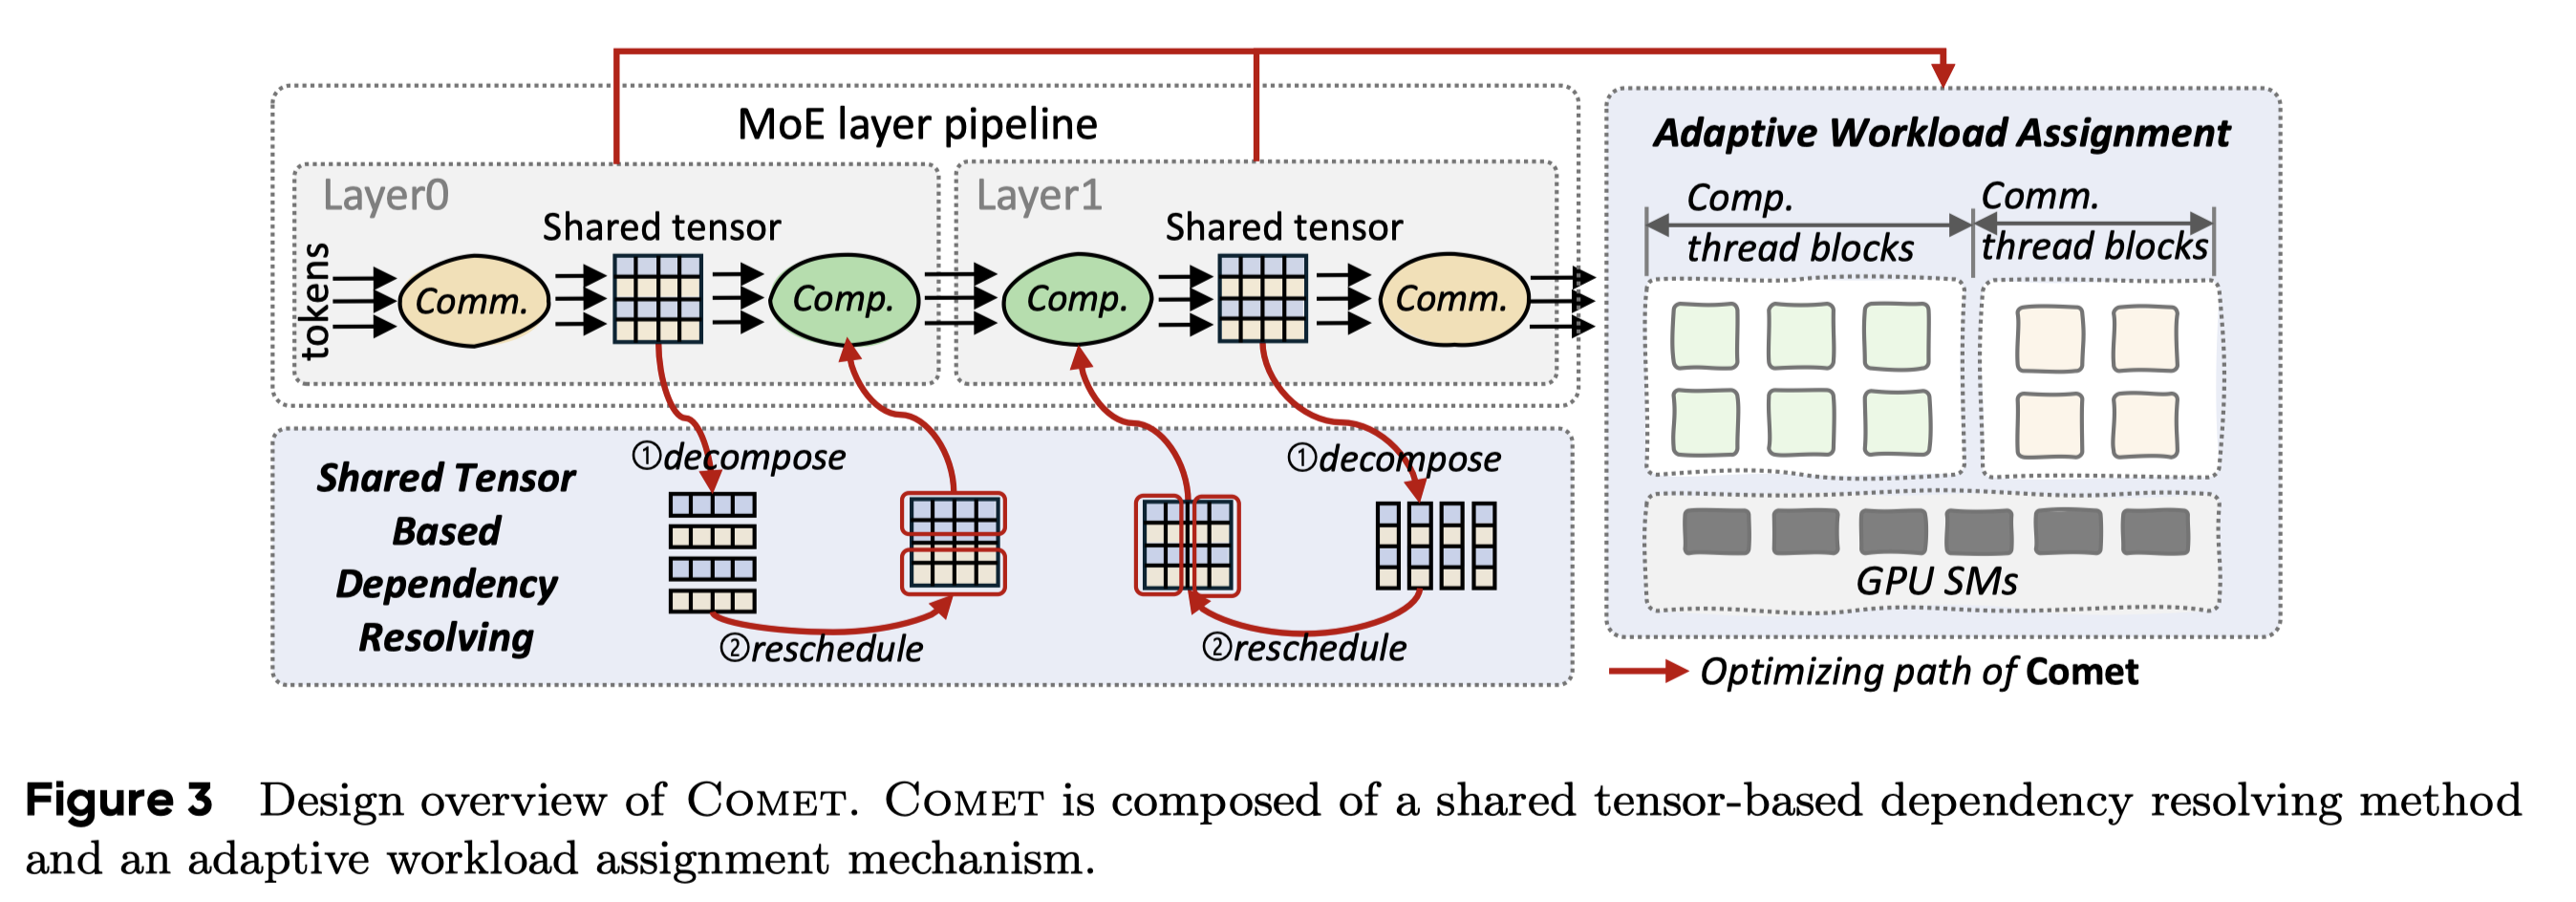 MoE layer pipeline
Layer0
Shared tensor
tokens
Comm.
Comp.
Layer1
Shared tensor
Comp.
Comm.
Shared Tensor
Based
Dependency
Resolving
①decompose
②reschedule
①decompose
②reschedule
Adaptive Workload Assignment
Comp.
thread blocks
Comm.
thread blocks
GPU SMs
Optimizing path of Comet
Figure 3 Design overview of COMET. COMET is composed of a shared tensor-based dependency resolving method
and an adaptive workload assignment mechanism.